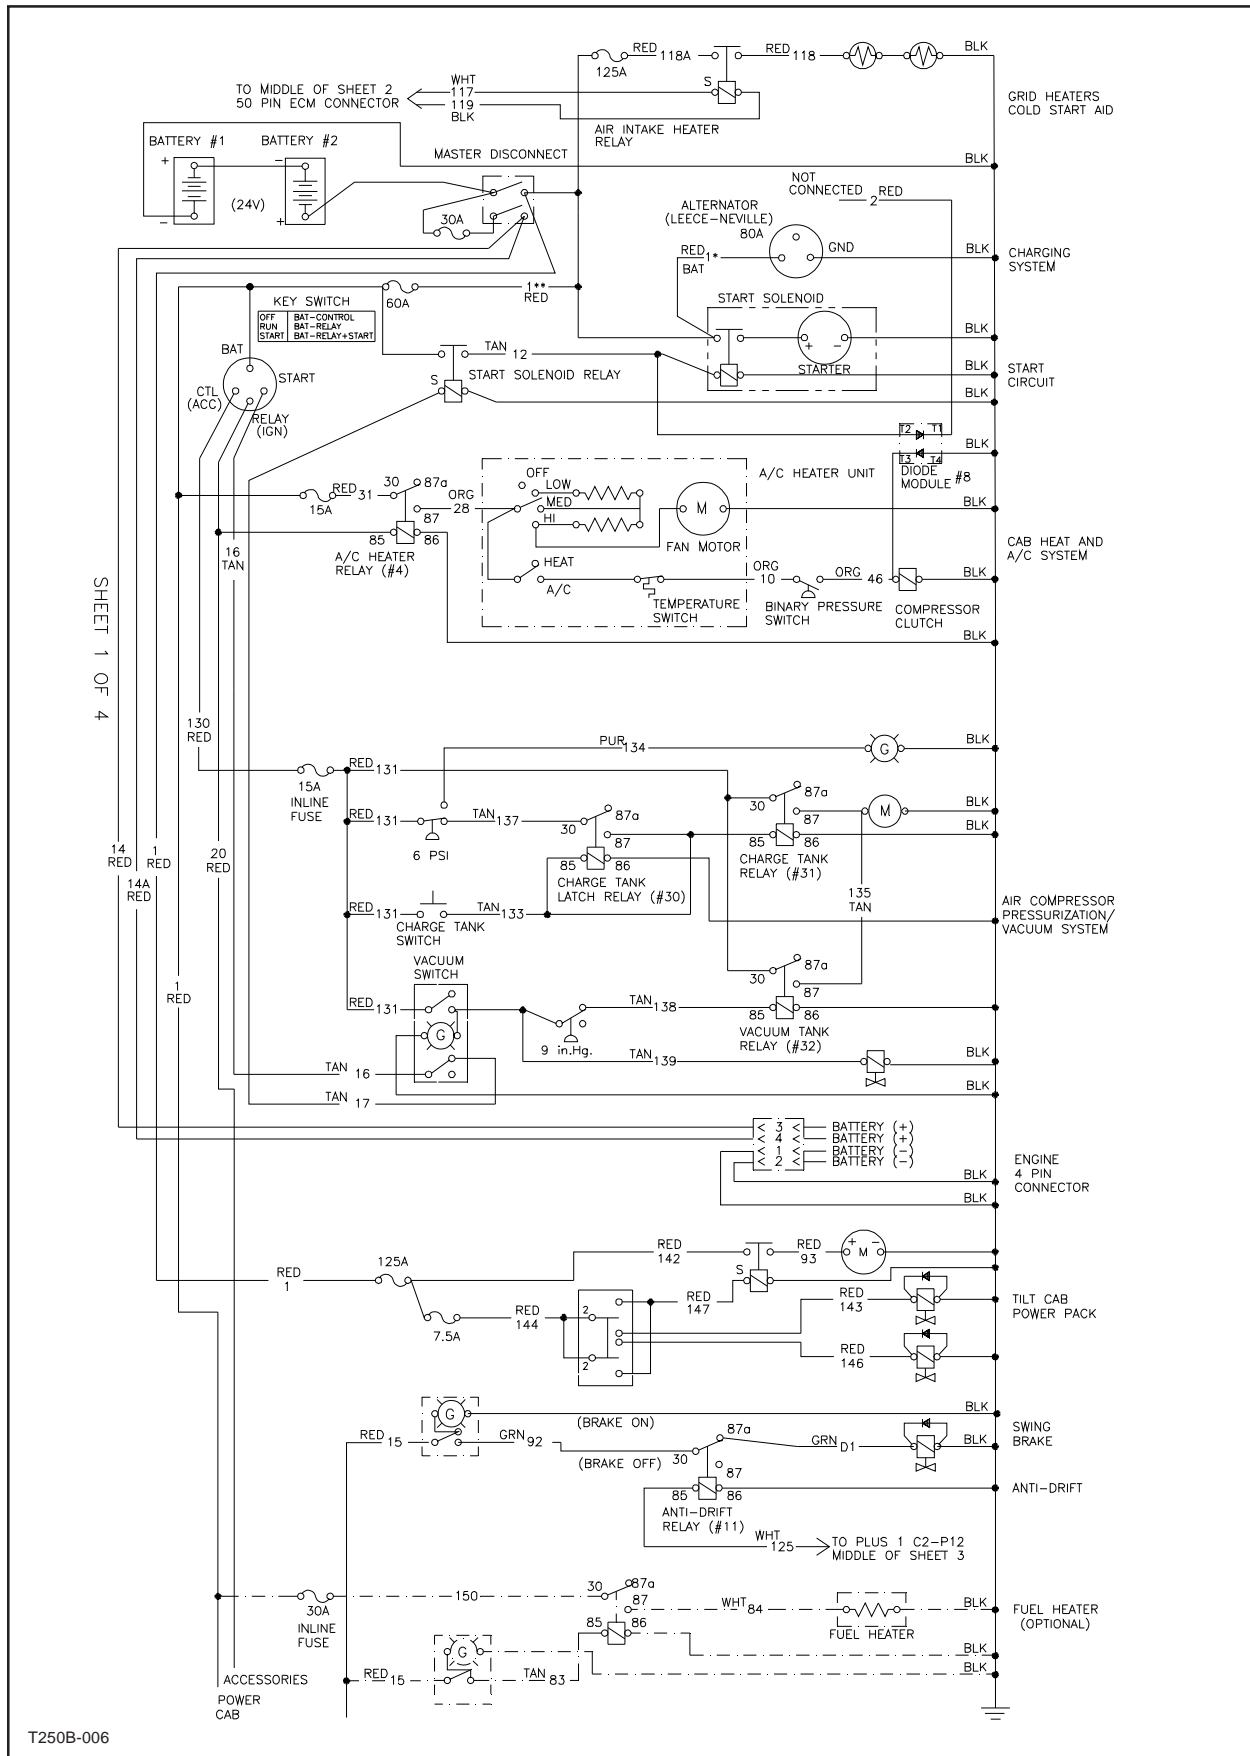 RED 118A
RED 118
BLK
125A
S
WHT
117
119
BLK
TO MIDDLE OF SHEET 2
50 PIN ECM CONNECTOR
GRID HEATERS
COLD START AID
AIR INTAKE HEATER
RELAY
BATTERY #1
BATTERY #2
MASTER DISCONNECT
BLK
+
-
-
+
(24V)
30A
NOT
CONNECTED
2 RED
ALTERNATOR
(LEECE-NEVILLE)
80A
RED 1*
BAT
GND
BLK
CHARGING
SYSTEM
60A
1**
RED
KEY SWITCH
OFF BAT-CONTROL
RUN BAT-RELAY
START BAT-RELAY+START
START SOLENOID
BLK
+ -
STARTER
TAN
12
BAT
START
CTL
(ACC)
RELAY
(IGN)
S
START SOLENOID RELAY
BLK
START
CIRCUIT
BLK
T2 T1
T3 T4
DIODE
MODULE #8
BLK
A/C HEATER UNIT
OFF
LOW
MED
HI
M
FAN MOTOR
RED 31
15A
30
87a
87
85
86
ORG
28
A/C HEATER
RELAY (#4)
16
TAN
BLK
CAB HEAT AND
A/C SYSTEM
HEAT
A/C
TEMPERATURE
SWITCH
ORG
10
BINARY PRESSURE
SWITCH
ORG 46
COMPRESSOR
CLUTCH
BLK
BLK
SHEET 1 OF 4
130
RED
PUR 134
G
BLK
15A
INLINE
FUSE
RED 131
30
87a
87
M
BLK
RED 131
6 PSI
TAN 137
30
87a
87
85
86
CHARGE TANK
LATCH RELAY (#30)
85
86
BLK
CHARGE TANK
RELAY (#31)
14
RED
14A
RED
1
RED
20
RED
135
TAN
RED 131
CHARGE TANK
SWITCH
TAN 133
AIR COMPRESSOR
PRESSURIZATION/
VACUUM SYSTEM
VACUUM
SWITCH
1
RED
RED 131
G
9 in.Hg.
TAN 138
30
87a
87
85
86
VACUUM TANK
RELAY (#32)
TAN 139
BLK
TAN 16
TAN 17
BLK
< 3 < BATTERY (+)
< 4 < BATTERY (+)
< 1 < BATTERY (-)
< 2 < BATTERY (-)
BLK
BLK
ENGINE
4 PIN
CONNECTOR
RED
1
125A
RED
142
RED
93
+ M -
S
7.5A
RED
144
2
2
RED
147
RED
143
RED
146
TILT CAB
POWER PACK
G
(BRAKE ON)
BLK
RED 15
GRN 92
(BRAKE OFF)
30
87a
87
85
86
GRN D1
BLK
SWING
BRAKE
ANTI-DRIFT
ANTI-DRIFT
RELAY (#11)
WHT
125
TO PLUS 1 C2-P12
MIDDLE OF SHEET 3
30A
INLINE
FUSE
150
30
87a
87
85
86
WHT 84
FUEL HEATER
BLK
FUEL HEATER
(OPTIONAL)
BLK
BLK
G
RED 15
TAN 83
ACCESSORIES
POWER
CAB
T250B-006